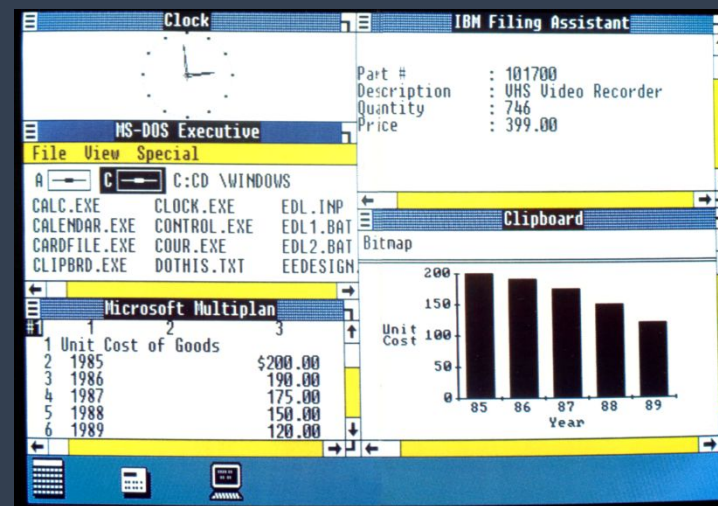 Clock
MS-DOS Executive
File View Special
A C C:CD \WINDOWS
CALC.EXE CLOCK.EXE EDL.INP
CALENDAR.EXE CONTROL.EXE EDL1.BAT
CARDFILE.EXE COUR.EXE EDL2.BAT
CLIPBRD.EXE DOTHIS.TXT EEDESIGN.
Microsoft Multiplan
#1 1 2 3
1 Unit Cost of Goods
2 1985 $200.00
3 1986 190.00
4 1987 175.00
5 1988 150.00
6 1989 120.00
IBM Filing Assistant
Part # : 101700
Description : VHS Video Recorder
Quantity : 746
Price : 399.00
Clipboard
Bitmap
200
150
Unit
Cost 100
50
0
85 86 87 88 89
Year